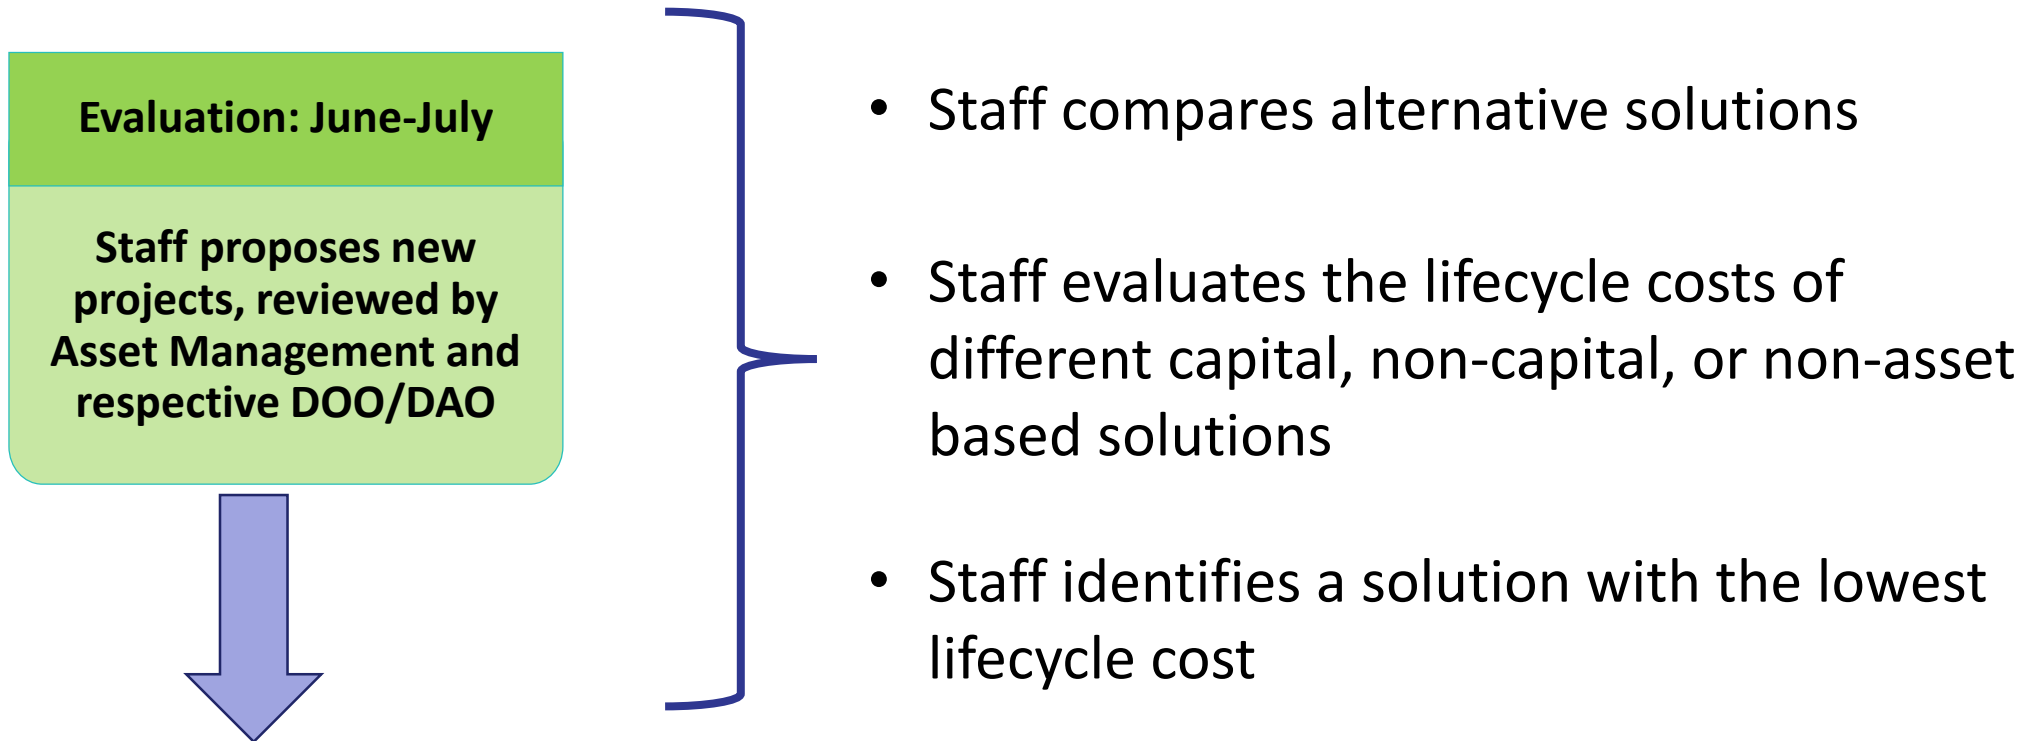 Evaluation: June-July
Staff proposes new
projects, reviewed by
Asset Management and
respective DOO/DAO
• Staff compares alternative solutions
• Staff evaluates the lifecycle costs of
different capital, non-capital, or non-asset
based solutions
• Staff identifies a solution with the lowest
lifecycle cost